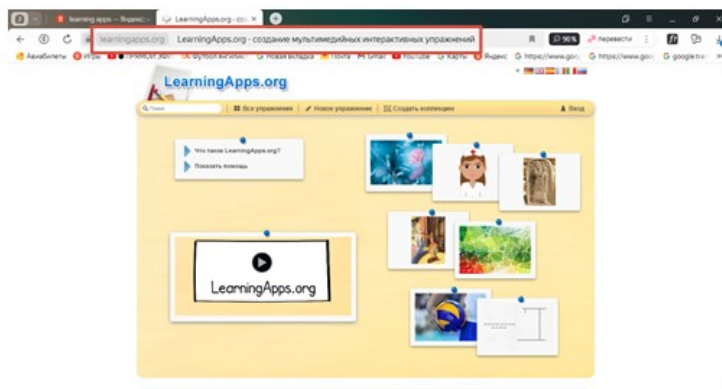 learning apps — Яндекс:
LearningApps.org - соз
learningapps.org LearningApps.org - создание мультимедийных интерактивных упражнений
90%
перевести
Авиабилеты
Игры
Новая вкладка
Почта
Gmail
YouTube
Карты
Яндекс
https://www.goo
https://www.goo
google tra
LearningApps.org
Поиск
Все упражнения
Новое упражнение
Создать коллекцию
Вход
Что такое LearningApps.org?
Показать помощь
LearningApps.org